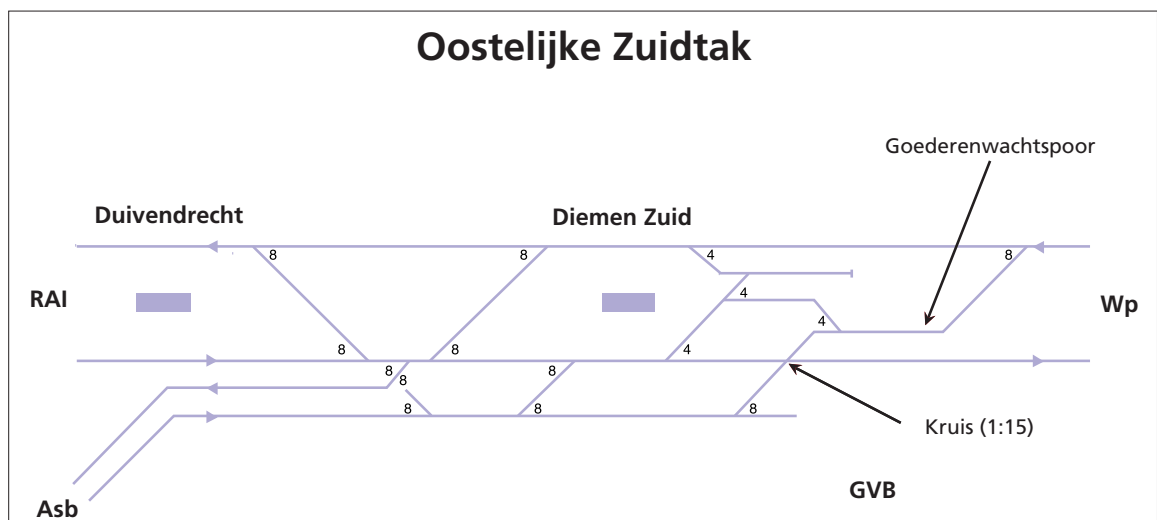 Oostelijke Zuidtak
Goederenwachtspoor
Duivendrecht
Diemen Zuid
8 8 4 8
RAI
4
Wp
4
8 8 4
8
8 8
8 8 8
Kruis (1:15)
GVB
Asb